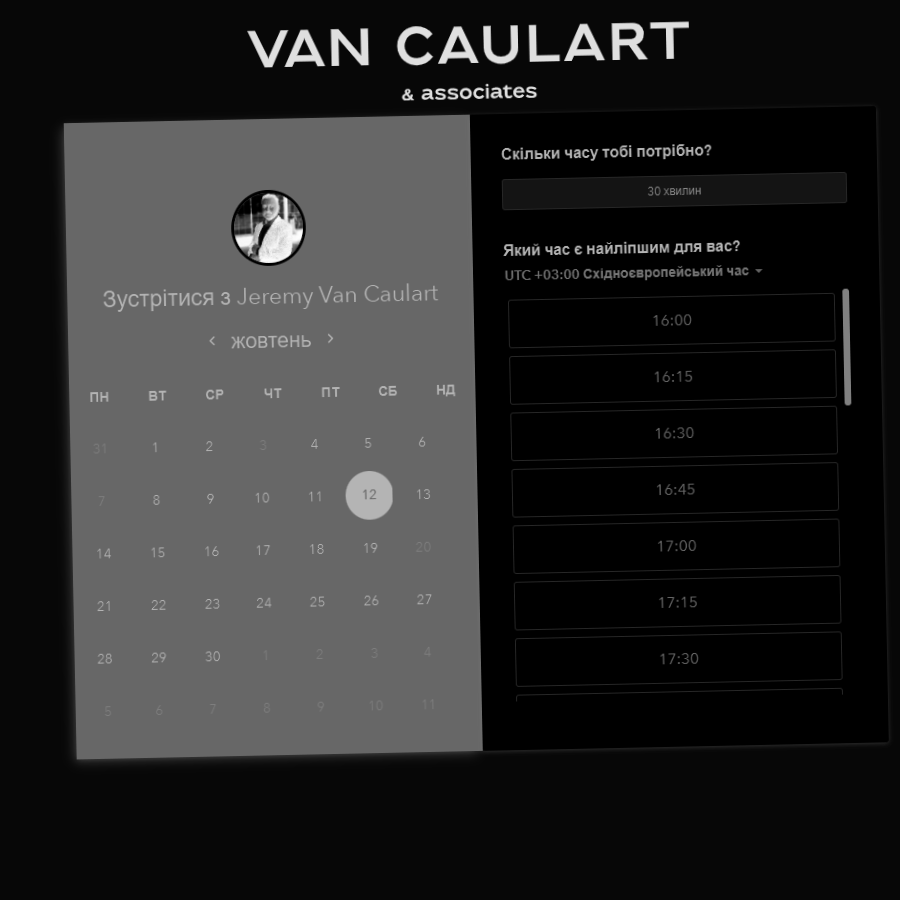 VAN CAULART
& associates
Зустрітися з Jeremy Van Caulart
жовтень
ПН ВТ СР ЧТ ПТ СБ НД
31 1 2 3 4 5 6
7 8 9 10 11 12 13
14 15 16 17 18 19 20
21 22 23 24 25 26 27
28 29 30 1 2 3 4
5 6 7 8 9 10 11
Скільки часу тобі потрібно?
30 хвилин
Який час є найліпшим для вас?
UTC +03:00 Східноєвропейський час
16:00
16:15
16:30
16:45
17:00
17:15
17:30